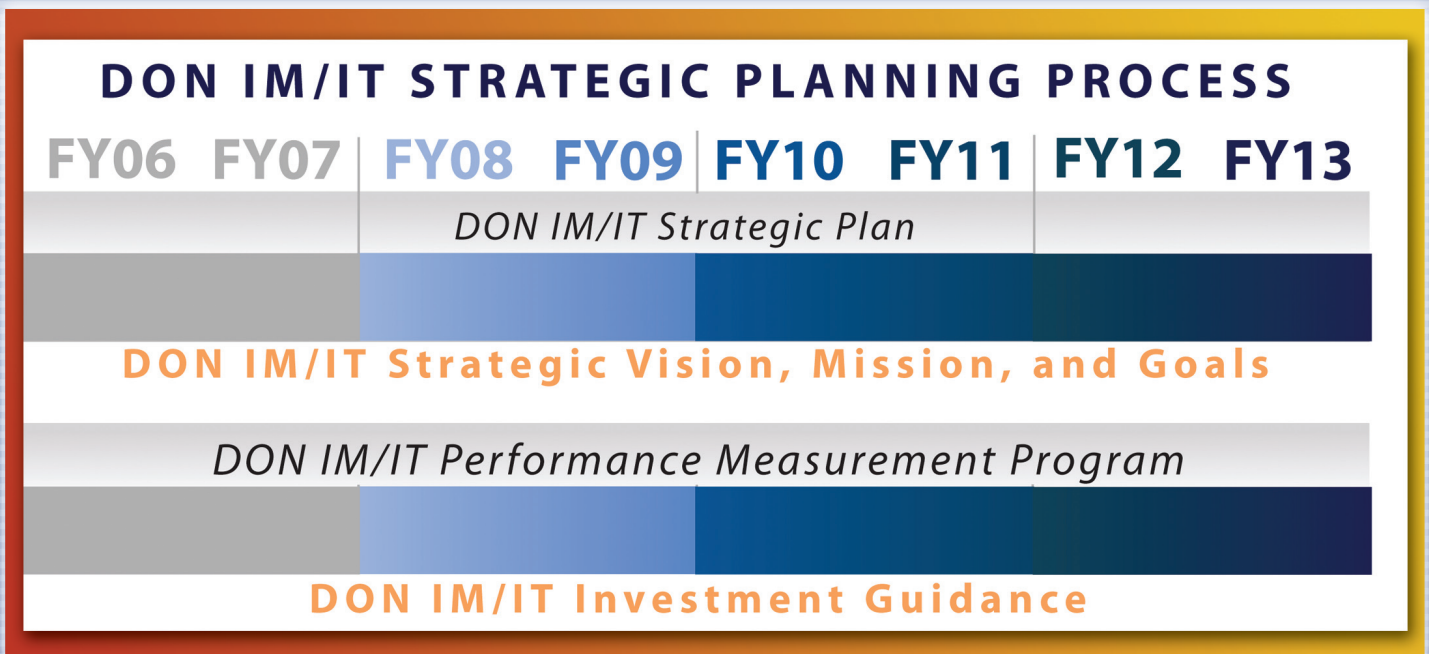 DON IM/IT STRATEGIC PLANNING PROCESS
FY06 FY07 FY08 FY09 FY10 FY11 FY12 FY13
DON IM/IT Strategic Plan
DON IM/IT Strategic Vision, Mission, and Goals
DON IM/IT Performance Measurement Program
DON IM/IT Investment Guidance